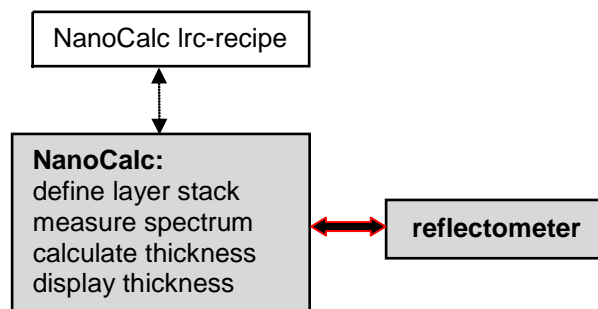 NanoCalc lrc-recipe
NanoCalc:
define layer stack
measure spectrum
calculate thickness
display thickness
reflectometer